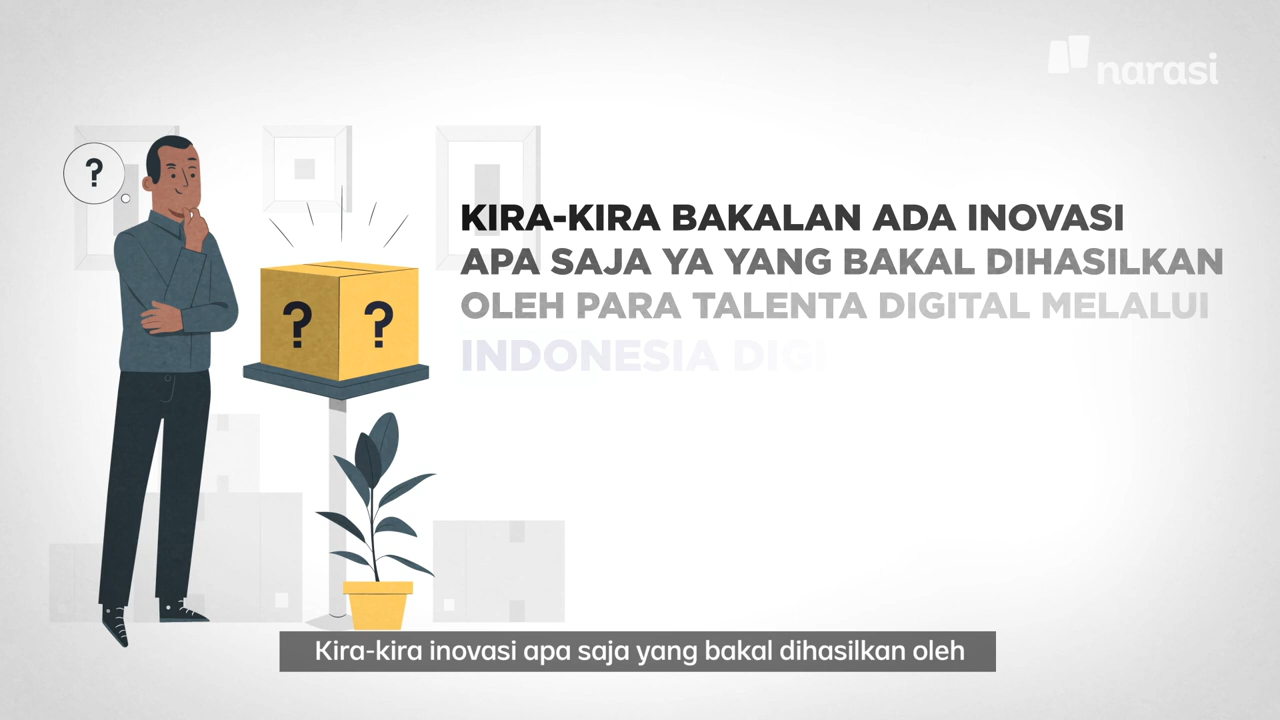 narasi
?
KIRA-KIRA BAKALAN ADA INOVASI
APA SAJA YA YANG BAKAL DIHASILKAN
OLEH PARA TALENTA DIGITAL MELALUI
INDONESIA DIGI
? ?
Kira-kira inovasi apa saja yang bakal dihasilkan oleh